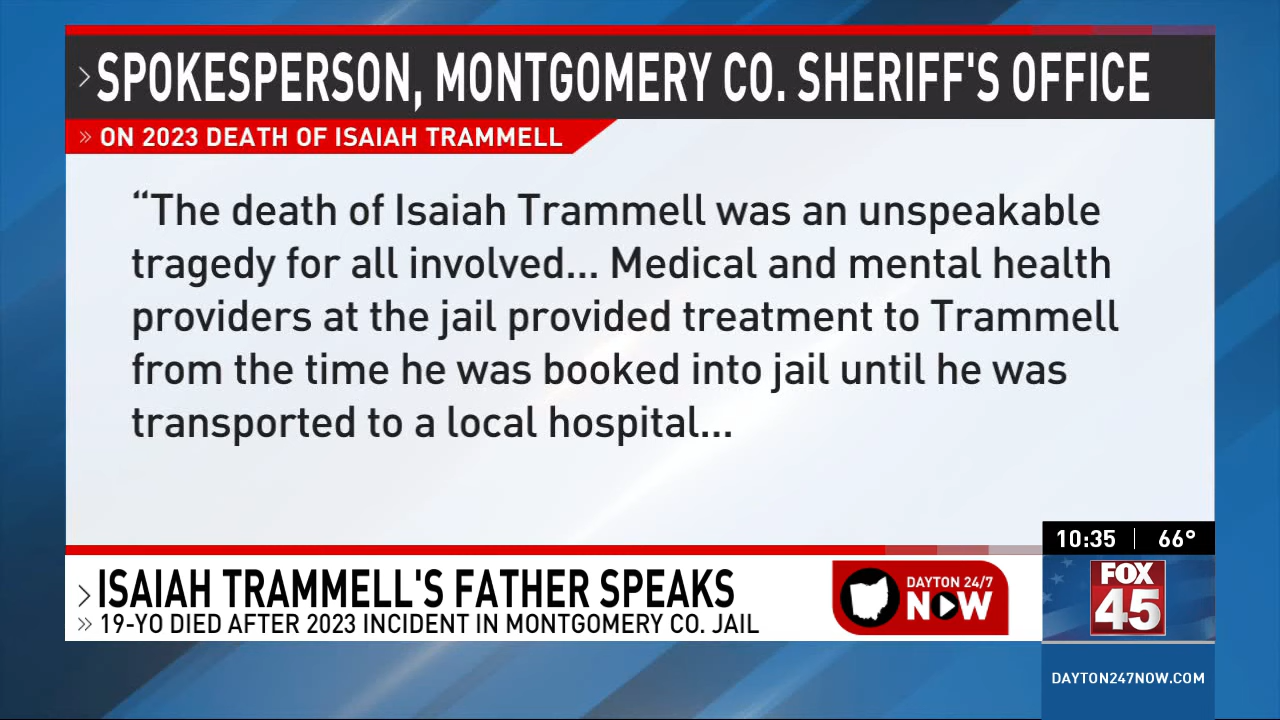 SPOKESPERSON, MONTGOMERY CO. SHERIFF'S OFFICE
ON 2023 DEATH OF ISAIAH TRAMMELL
“The death of Isaiah Trammell was an unspeakable
tragedy for all involved... Medical and mental health
providers at the jail provided treatment to Trammell
from the time he was booked into jail until he was
transported to a local hospital...
10:35 66°
ISAIAH TRAMMELL'S FATHER SPEAKS
19-YO DIED AFTER 2023 INCIDENT IN MONTGOMERY CO. JAIL
DAYTON 24/7
NOW
FOX
45
DAYTON247NOW.COM